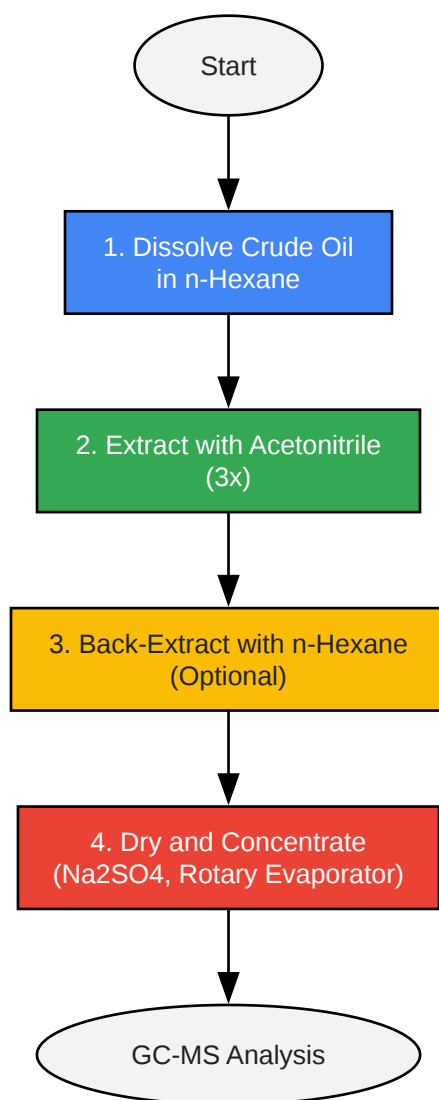 Start
1. Dissolve Crude Oil
in n-Hexane
2. Extract with Acetonitrile
(3x)
3. Back-Extract with n-Hexane
(Optional)
4. Dry and Concentrate
(Na2SO4, Rotary Evaporator)
GC-MS Analysis